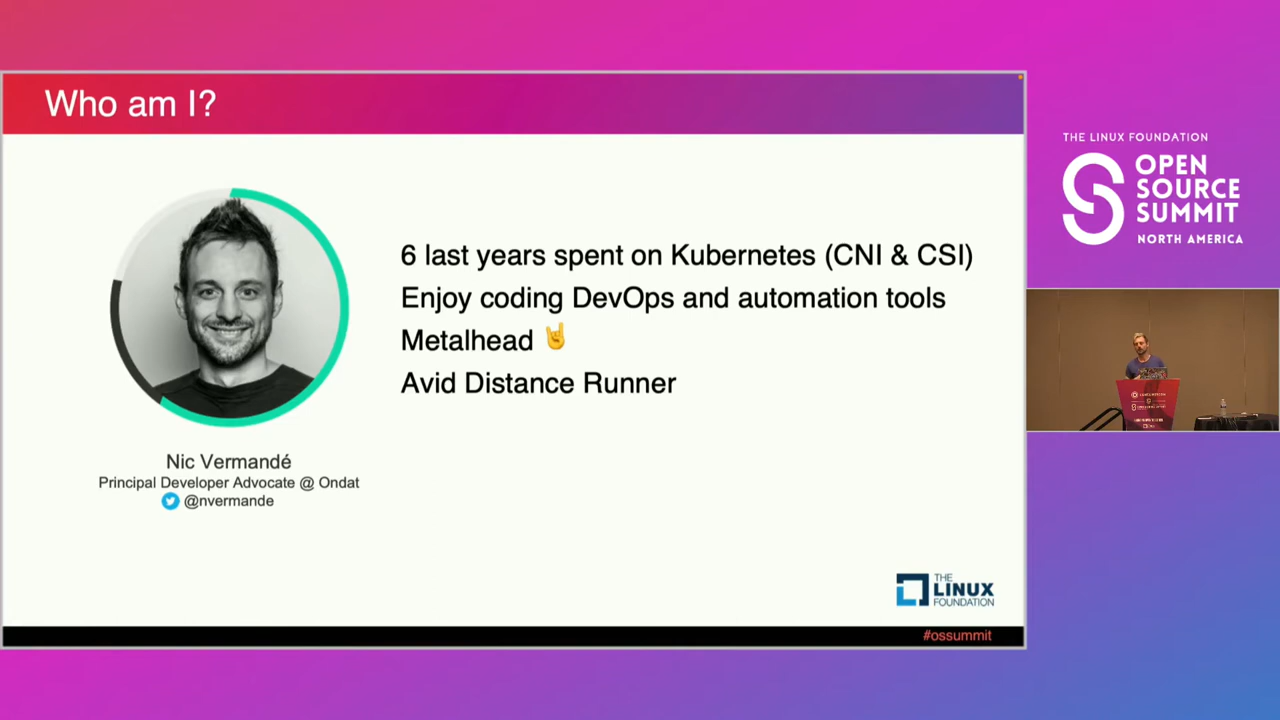 Who am I?
6 last years spent on Kubernetes (CNI & CSI)
Enjoy coding DevOps and automation tools
Metalhead 🤘
Avid Distance Runner
Nic Vermandé
Principal Developer Advocate @ Ondat
@nvermande
THE
LINUX
FOUNDATION
#ossummit
THE LINUX FOUNDATION
OPEN
SOURCE
SUMMIT
NORTH AMERICA